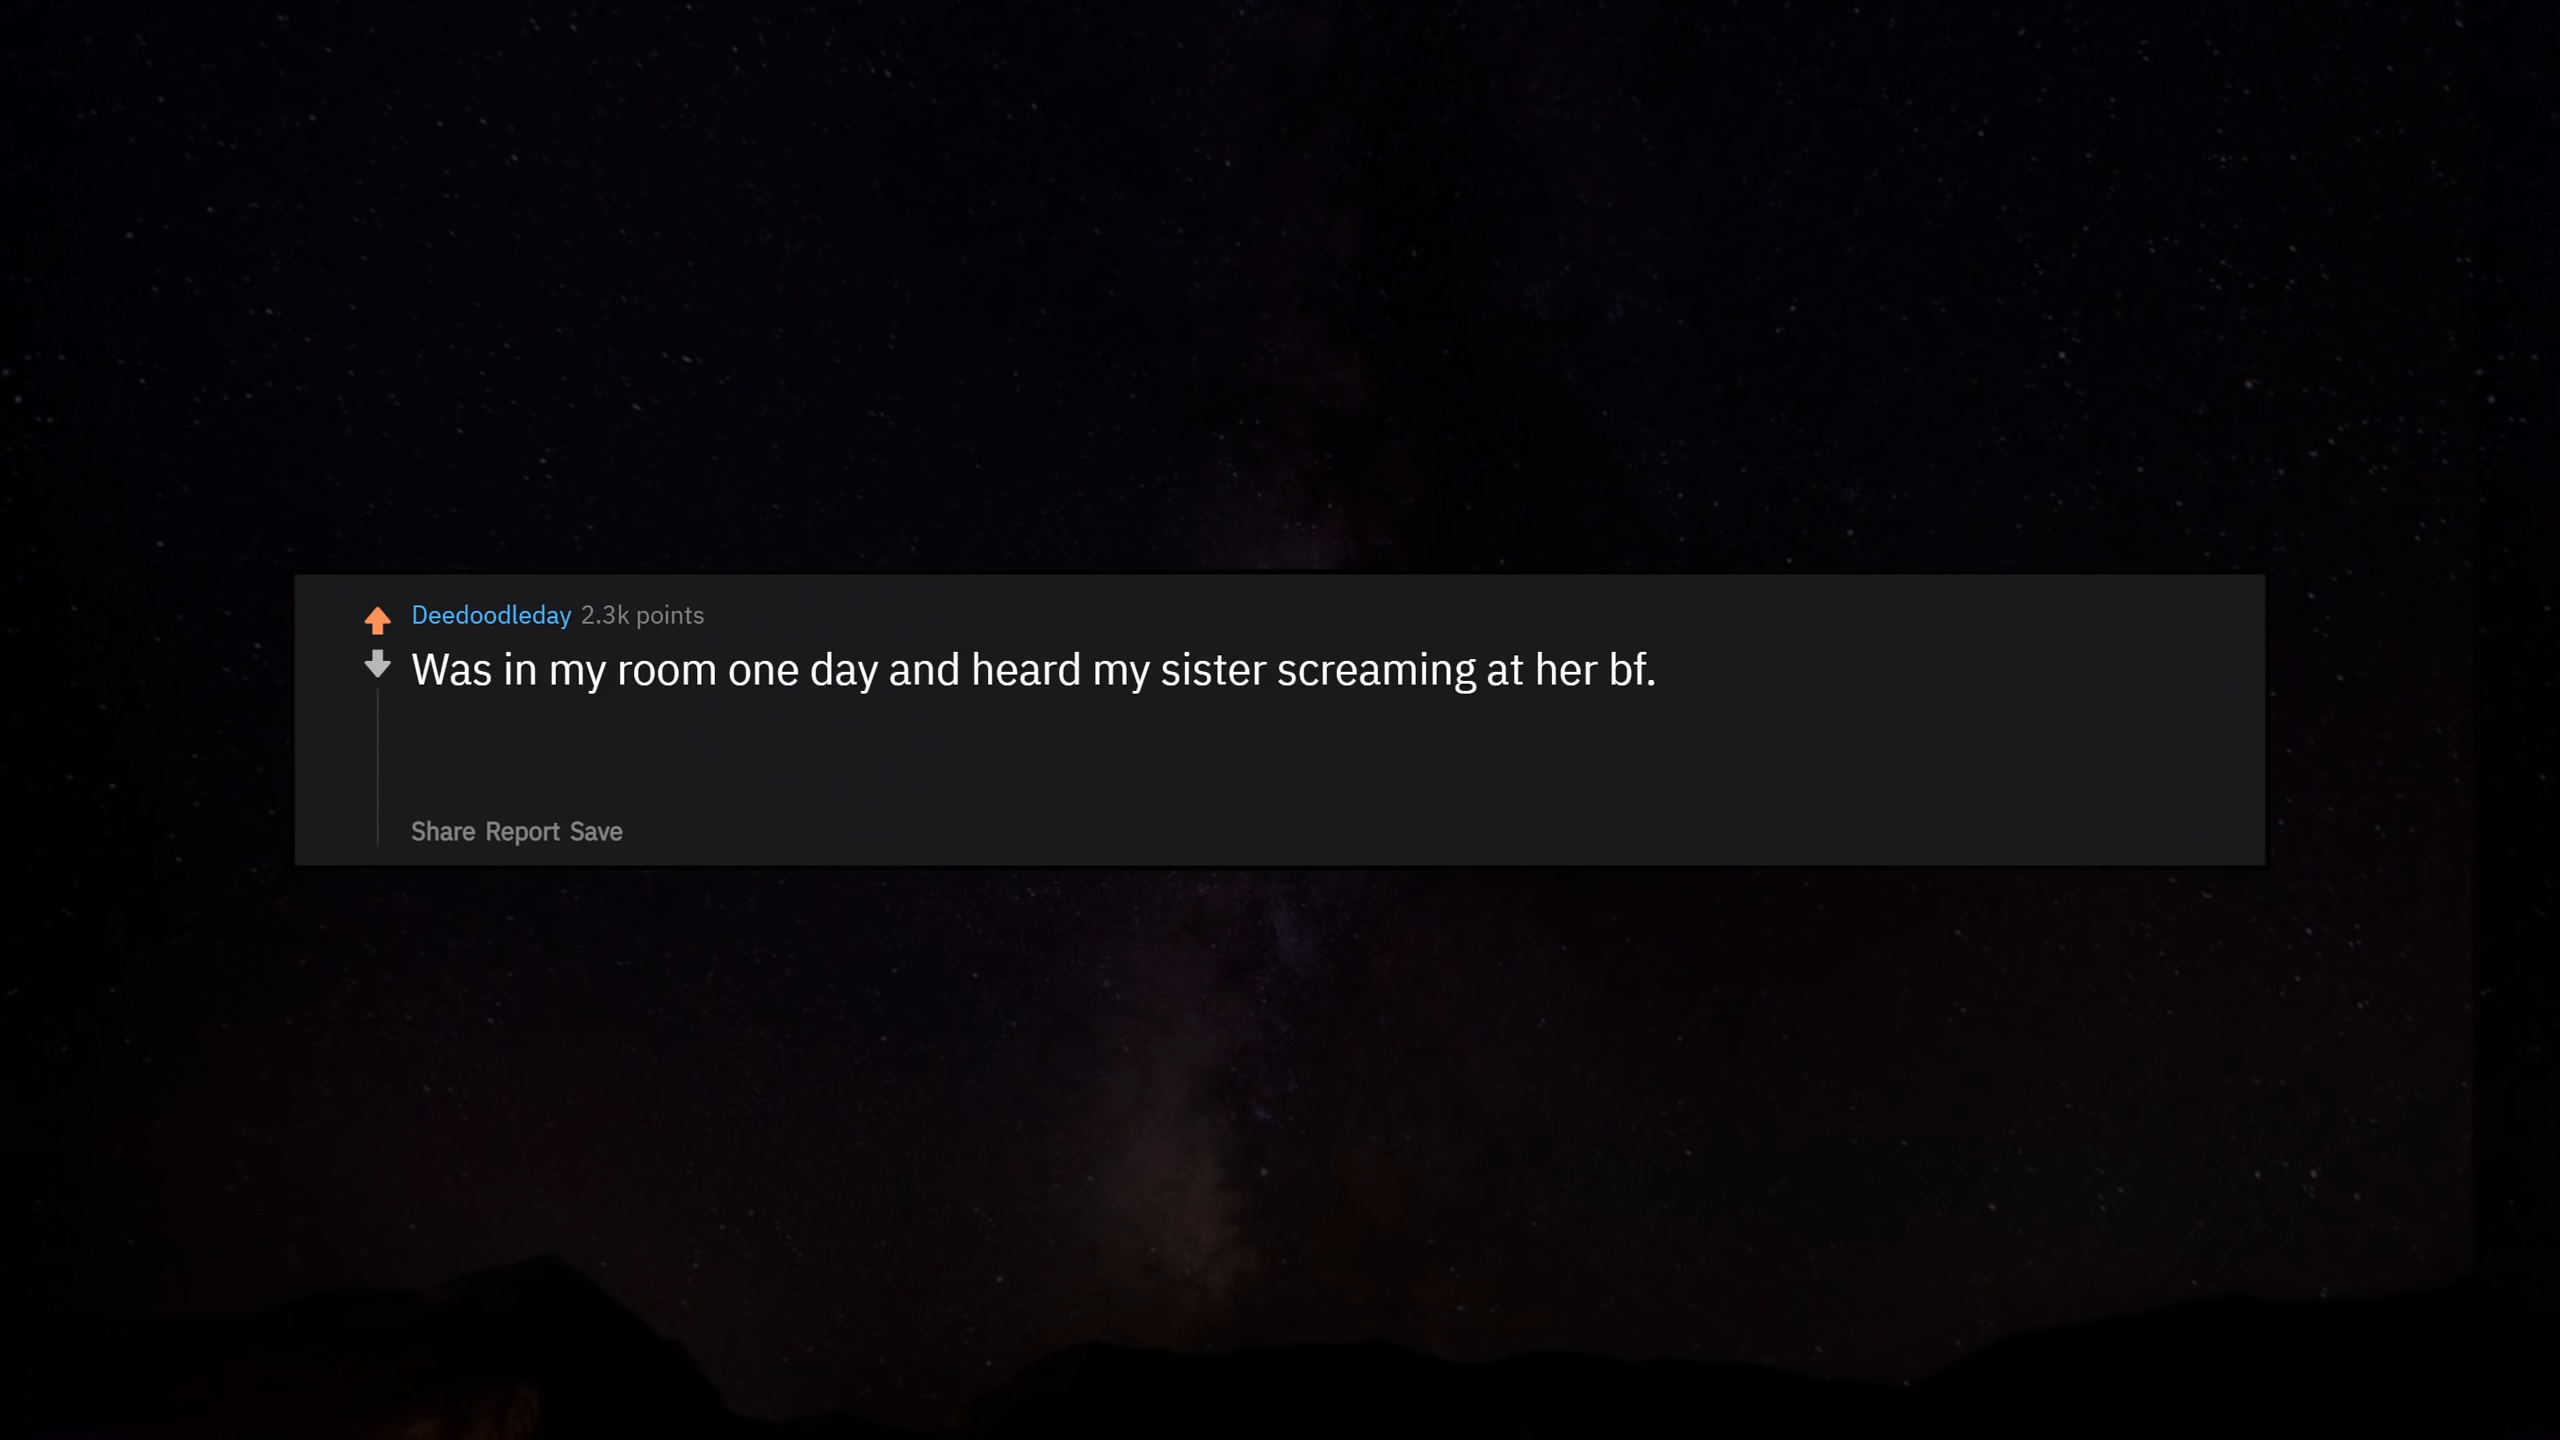 Deedoodleday 2.3k points
Was in my room one day and heard my sister screaming at her bf.
Share Report Save